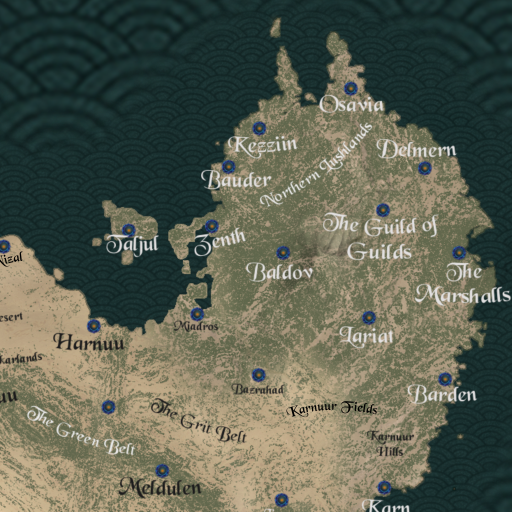 Osavia
Kezziin
Delmern
Northern Lushlands
Bauder
The Guild of
Guilds
Taljul
Zenth
Baldov
The
Marshalls
Miadros
Harnuu
Lariat
Bazrahad
Barden
Karnuur Fields
The Grit Belt
The Green Belt
Karnuur
Hills
Meldulen
Karn